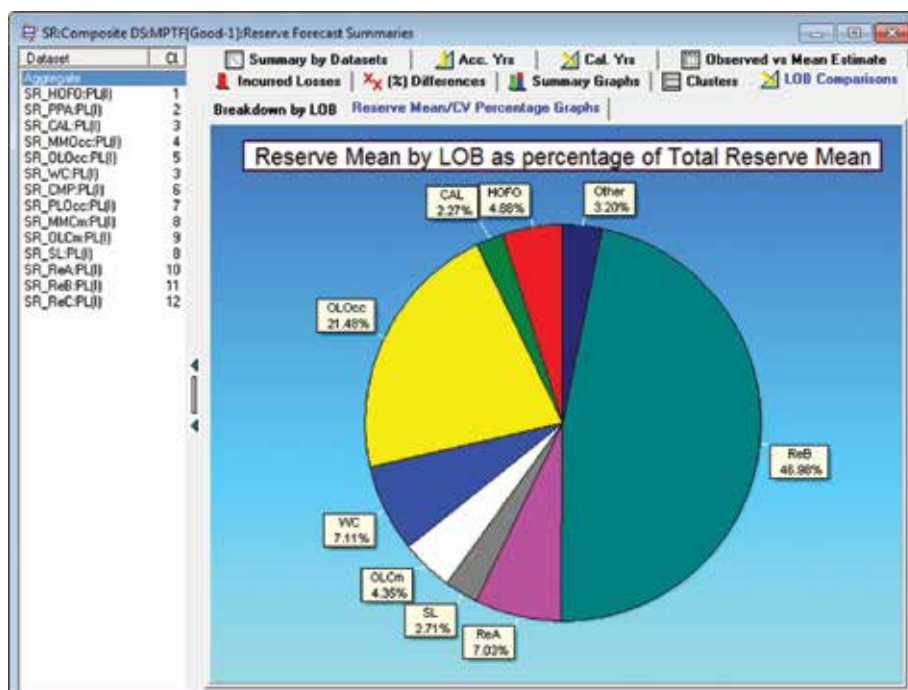 SR:Composite DS:MPTF[Good-1]:Reserve Forecast Summaries
Dataset Cl.
Aggregate
SR_HOFO:PL(I) 1
SR_PPA:PL(I) 2
SR_CAL:PL(I) 3
SR_MMOcc:PL(I) 4
SR_OLOcc:PL(I) 5
SR_WC:PL(I) 3
SR_CMP:PL(I) 6
SR_PLOcc:PL(I) 7
SR_MMCm:PL(I) 8
SR_OLCm:PL(I) 9
SR_SL:PL(I) 8
SR_ReA:PL(I) 10
SR_ReB:PL(I) 11
SR_ReC:PL(I) 12
Summary by Datasets Acc. Yrs Cal. Yrs Observed vs Mean Estimate
Incurred Losses (%) Differences Summary Graphs Clusters LOB Comparisons
Breakdown by LOB Reserve Mean/CV Percentage Graphs
Reserve Mean by LOB as percentage of Total Reserve Mean
CAL
2.27%
HOFO
4.88%
Other
3.20%
OLOcc
21.48%
ReB
46.98%
WC
7.11%
OLCm
4.35%
SL
2.71%
ReA
7.03%